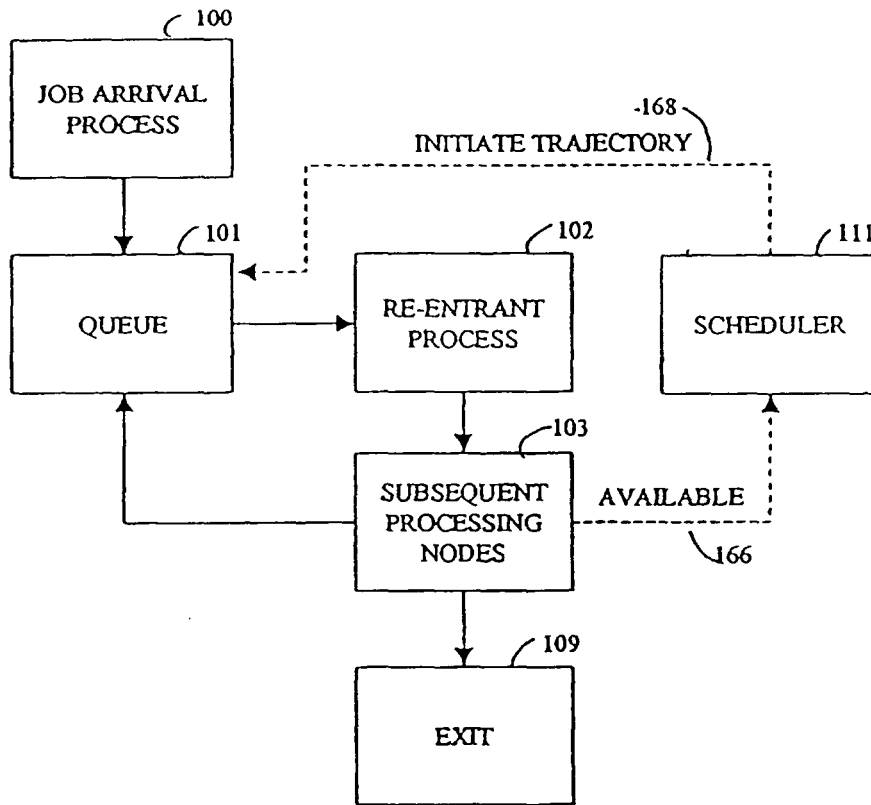 100
JOB ARRIVAL
PROCESS
-168
INITIATE TRAJECTORY
101
102
111
QUEUE
RE-ENTRANT
PROCESS
SCHEDULER
103
SUBSEQUENT
PROCESSING
NODES
AVAILABLE
166
109
EXIT